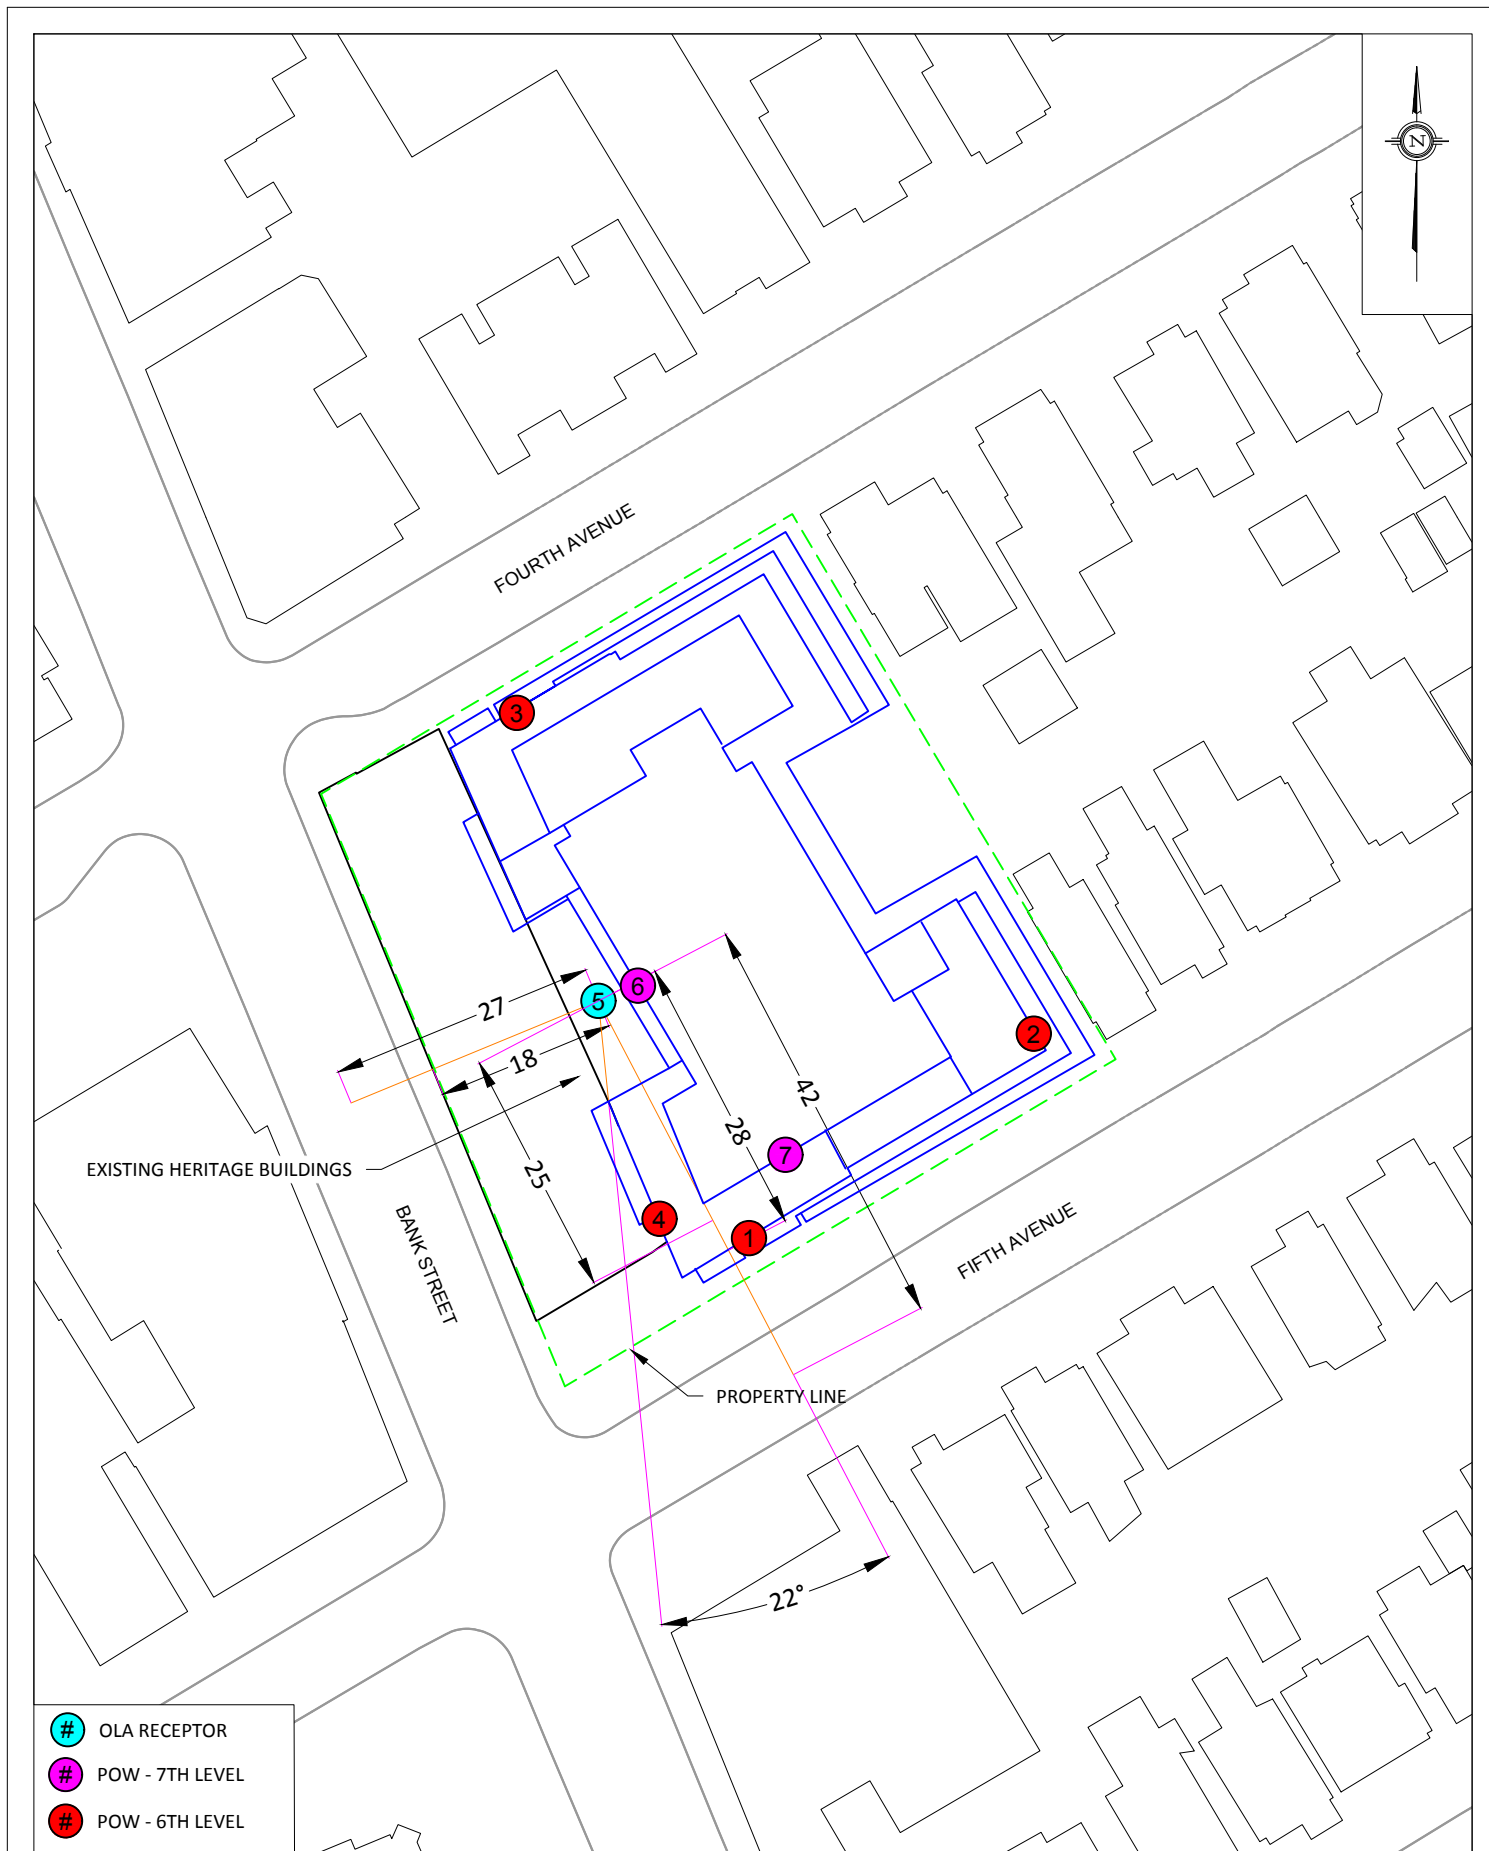 N
FOURTH AVENUE
3
6
5
27
18
2
42
28
25
7
EXISTING HERITAGE BUILDINGS
4
1
BANK STREET
FIFTH AVENUE
PROPERTY LINE
22°
# OLA RECEPTOR
# POW - 7TH LEVEL
# POW - 6TH LEVEL